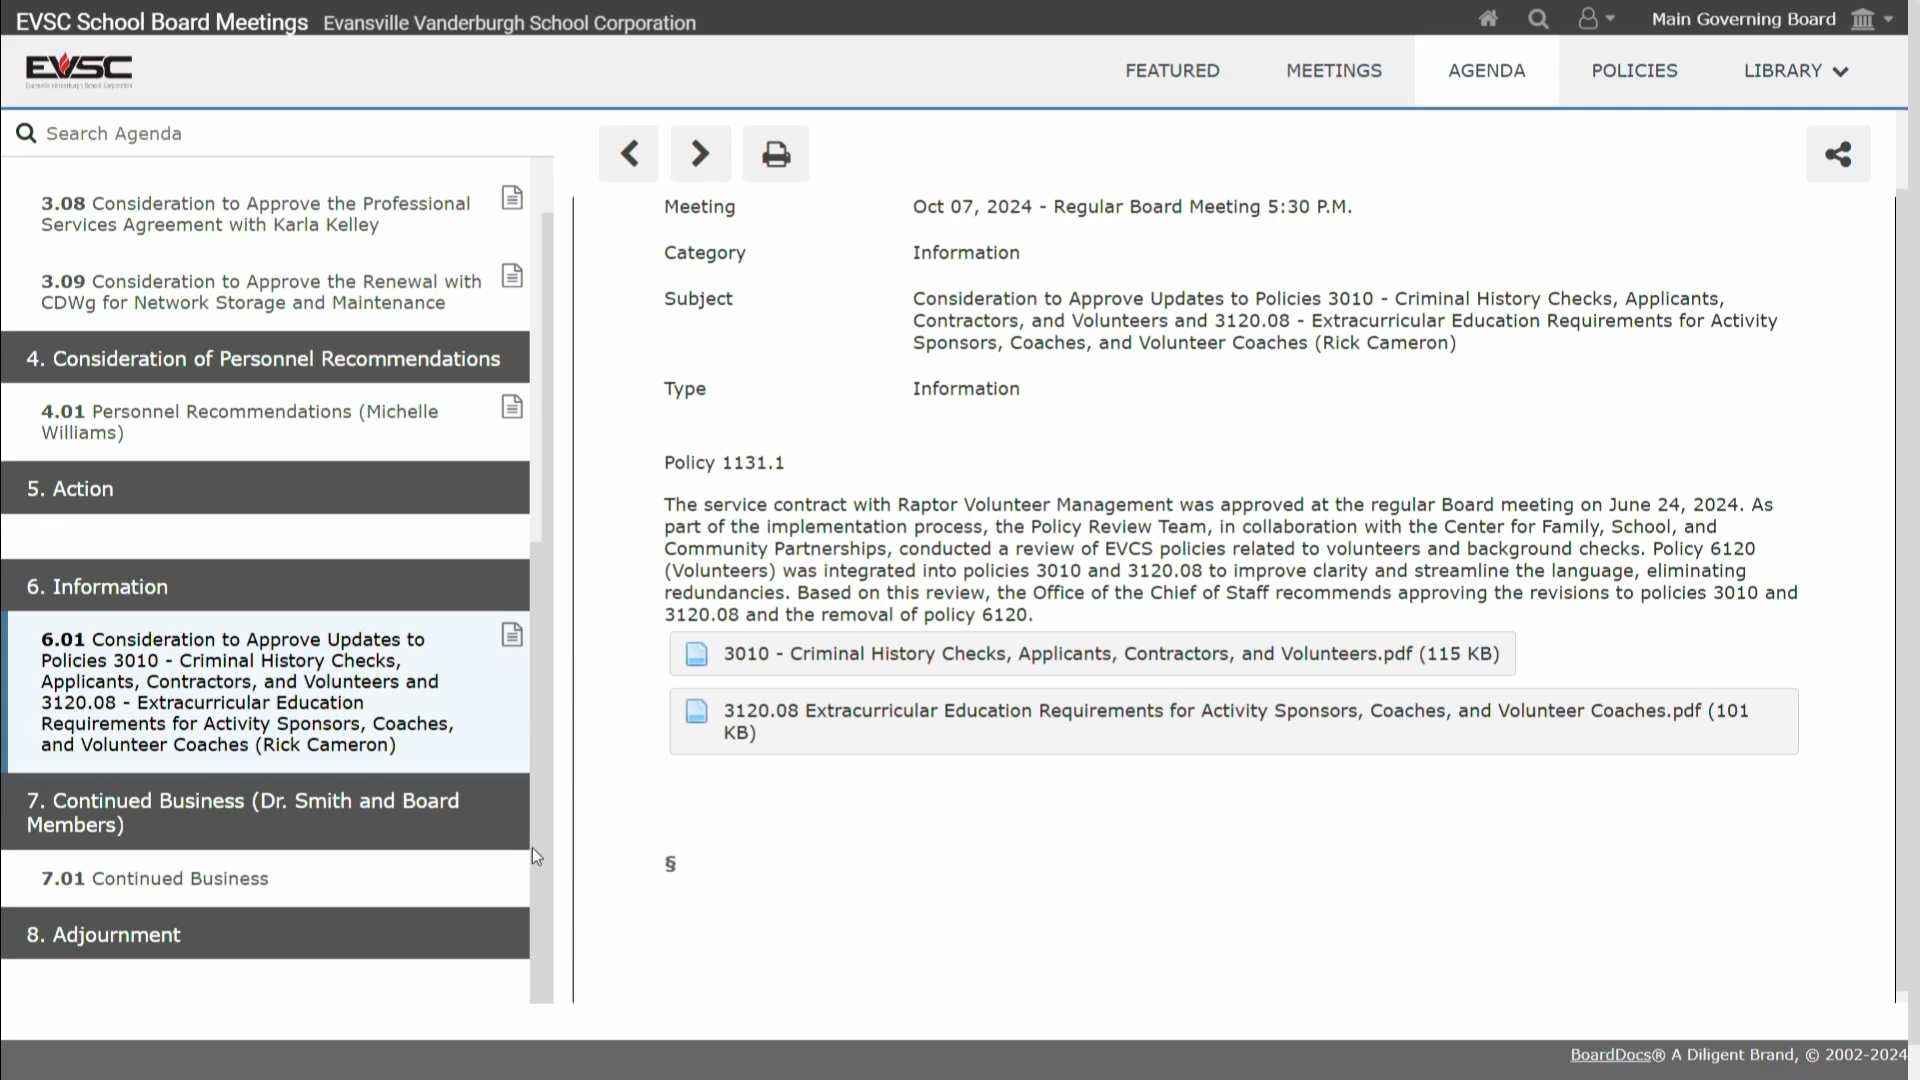 EVSC School Board Meetings Evansville Vanderburgh School Corporation
Main Governing Board
EVSC
FEATURED MEETINGS AGENDA POLICIES LIBRARY
Search Agenda
3.08 Consideration to Approve the Professional
Services Agreement with Karla Kelley
3.09 Consideration to Approve the Renewal with
CDWg for Network Storage and Maintenance
4. Consideration of Personnel Recommendations
4.01 Personnel Recommendations (Michelle
Williams)
5. Action
6. Information
6.01 Consideration to Approve Updates to
Policies 3010 - Criminal History Checks,
Applicants, Contractors, and Volunteers and
3120.08 - Extracurricular Education
Requirements for Activity Sponsors, Coaches,
and Volunteer Coaches (Rick Cameron)
7. Continued Business (Dr. Smith and Board
Members)
7.01 Continued Business
8. Adjournment
Meeting Oct 07, 2024 - Regular Board Meeting 5:30 P.M.
Category Information
Subject Consideration to Approve Updates to Policies 3010 - Criminal History Checks, Applicants,
Contractors, and Volunteers and 3120.08 - Extracurricular Education Requirements for Activity
Sponsors, Coaches, and Volunteer Coaches (Rick Cameron)
Type Information
Policy 1131.1
The service contract with Raptor Volunteer Management was approved at the regular Board meeting on June 24, 2024. As
part of the implementation process, the Policy Review Team, in collaboration with the Center for Family, School, and
Community Partnerships, conducted a review of EVCS policies related to volunteers and background checks. Policy 6120
(Volunteers) was integrated into policies 3010 and 3120.08 to improve clarity and streamline the language, eliminating
redundancies. Based on this review, the Office of the Chief of Staff recommends approving the revisions to policies 3010 and
3120.08 and the removal of policy 6120.
3010 - Criminal History Checks, Applicants, Contractors, and Volunteers.pdf (115 KB)
3120.08 Extracurricular Education Requirements for Activity Sponsors, Coaches, and Volunteer Coaches.pdf (101
KB)
§
BoardDocs® A Diligent Brand, © 2002-2024